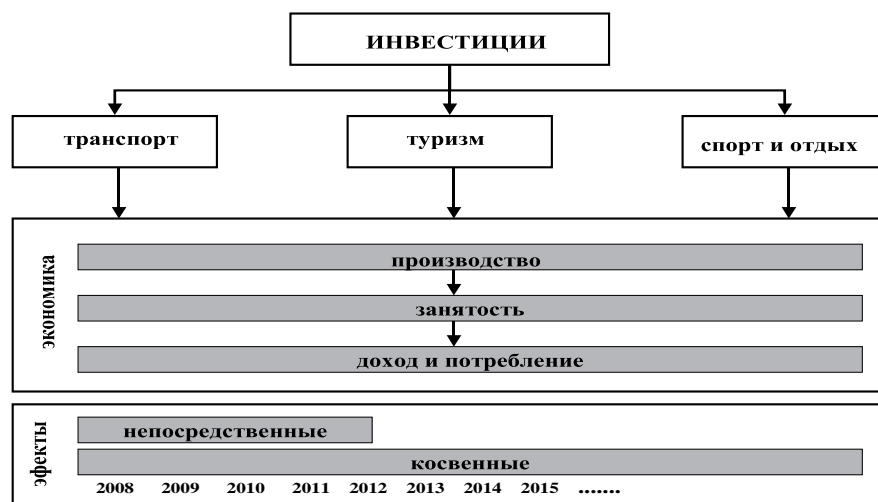 ИНВЕСТИЦИИ
транспорт
туризм
спорт и отдых
экономика
производство
занятость
доход и потребление
эфекты
непосредственные
косвенные
2008 2009 2010 2011 2012 2013 2014 2015 .......